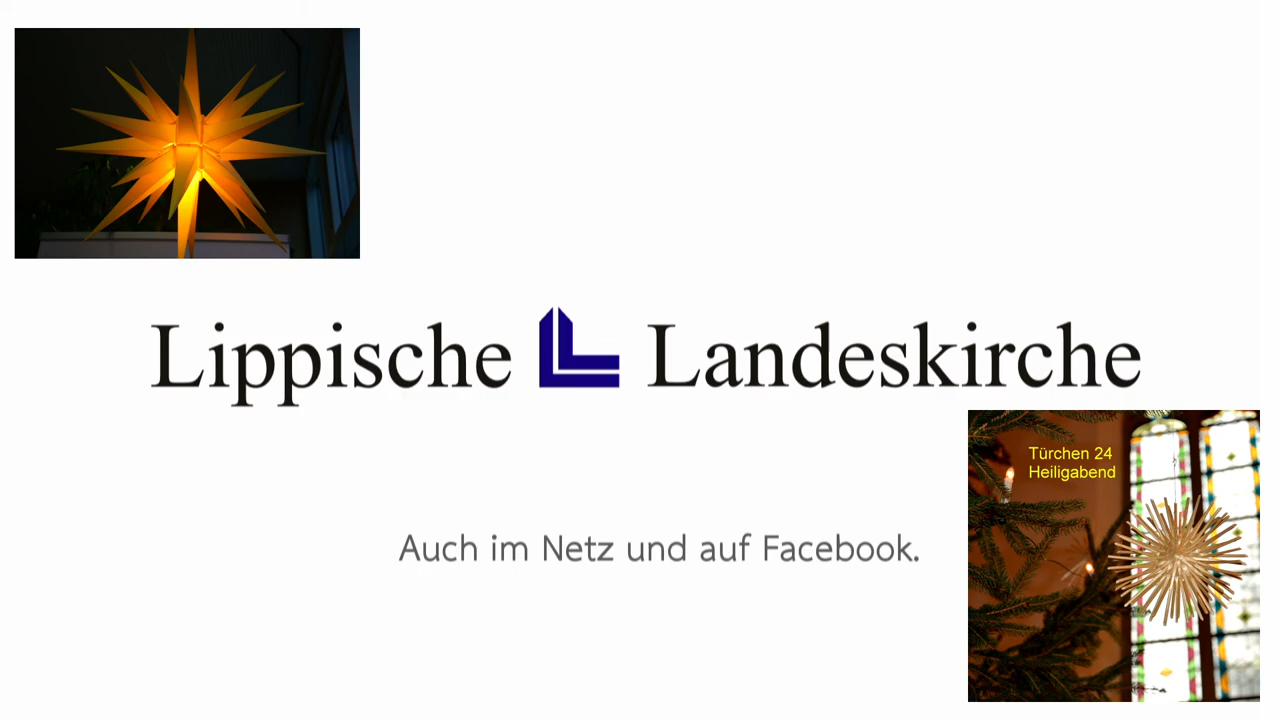 Lippische Landeskirche
Türchen 24
Heiligabend
Auch im Netz und auf Facebook.